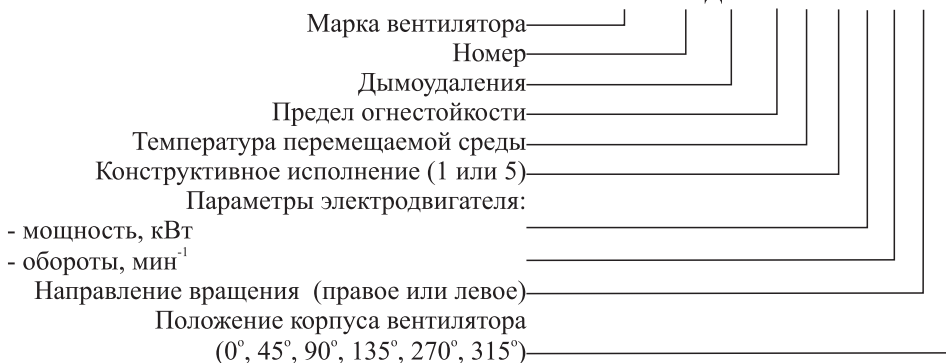 Марка вентилятора
Номер
Дымоудаления
Предел огнестойкости
Температура перемещаемой среды
Конструктивное исполнение (1 или 5)
Параметры электродвигателя:
- мощность, кВт
- обороты, мин⁻¹
Направление вращения (правое или левое)
Положение корпуса вентилятора
(0°, 45°, 90°, 135°, 270°, 315°)